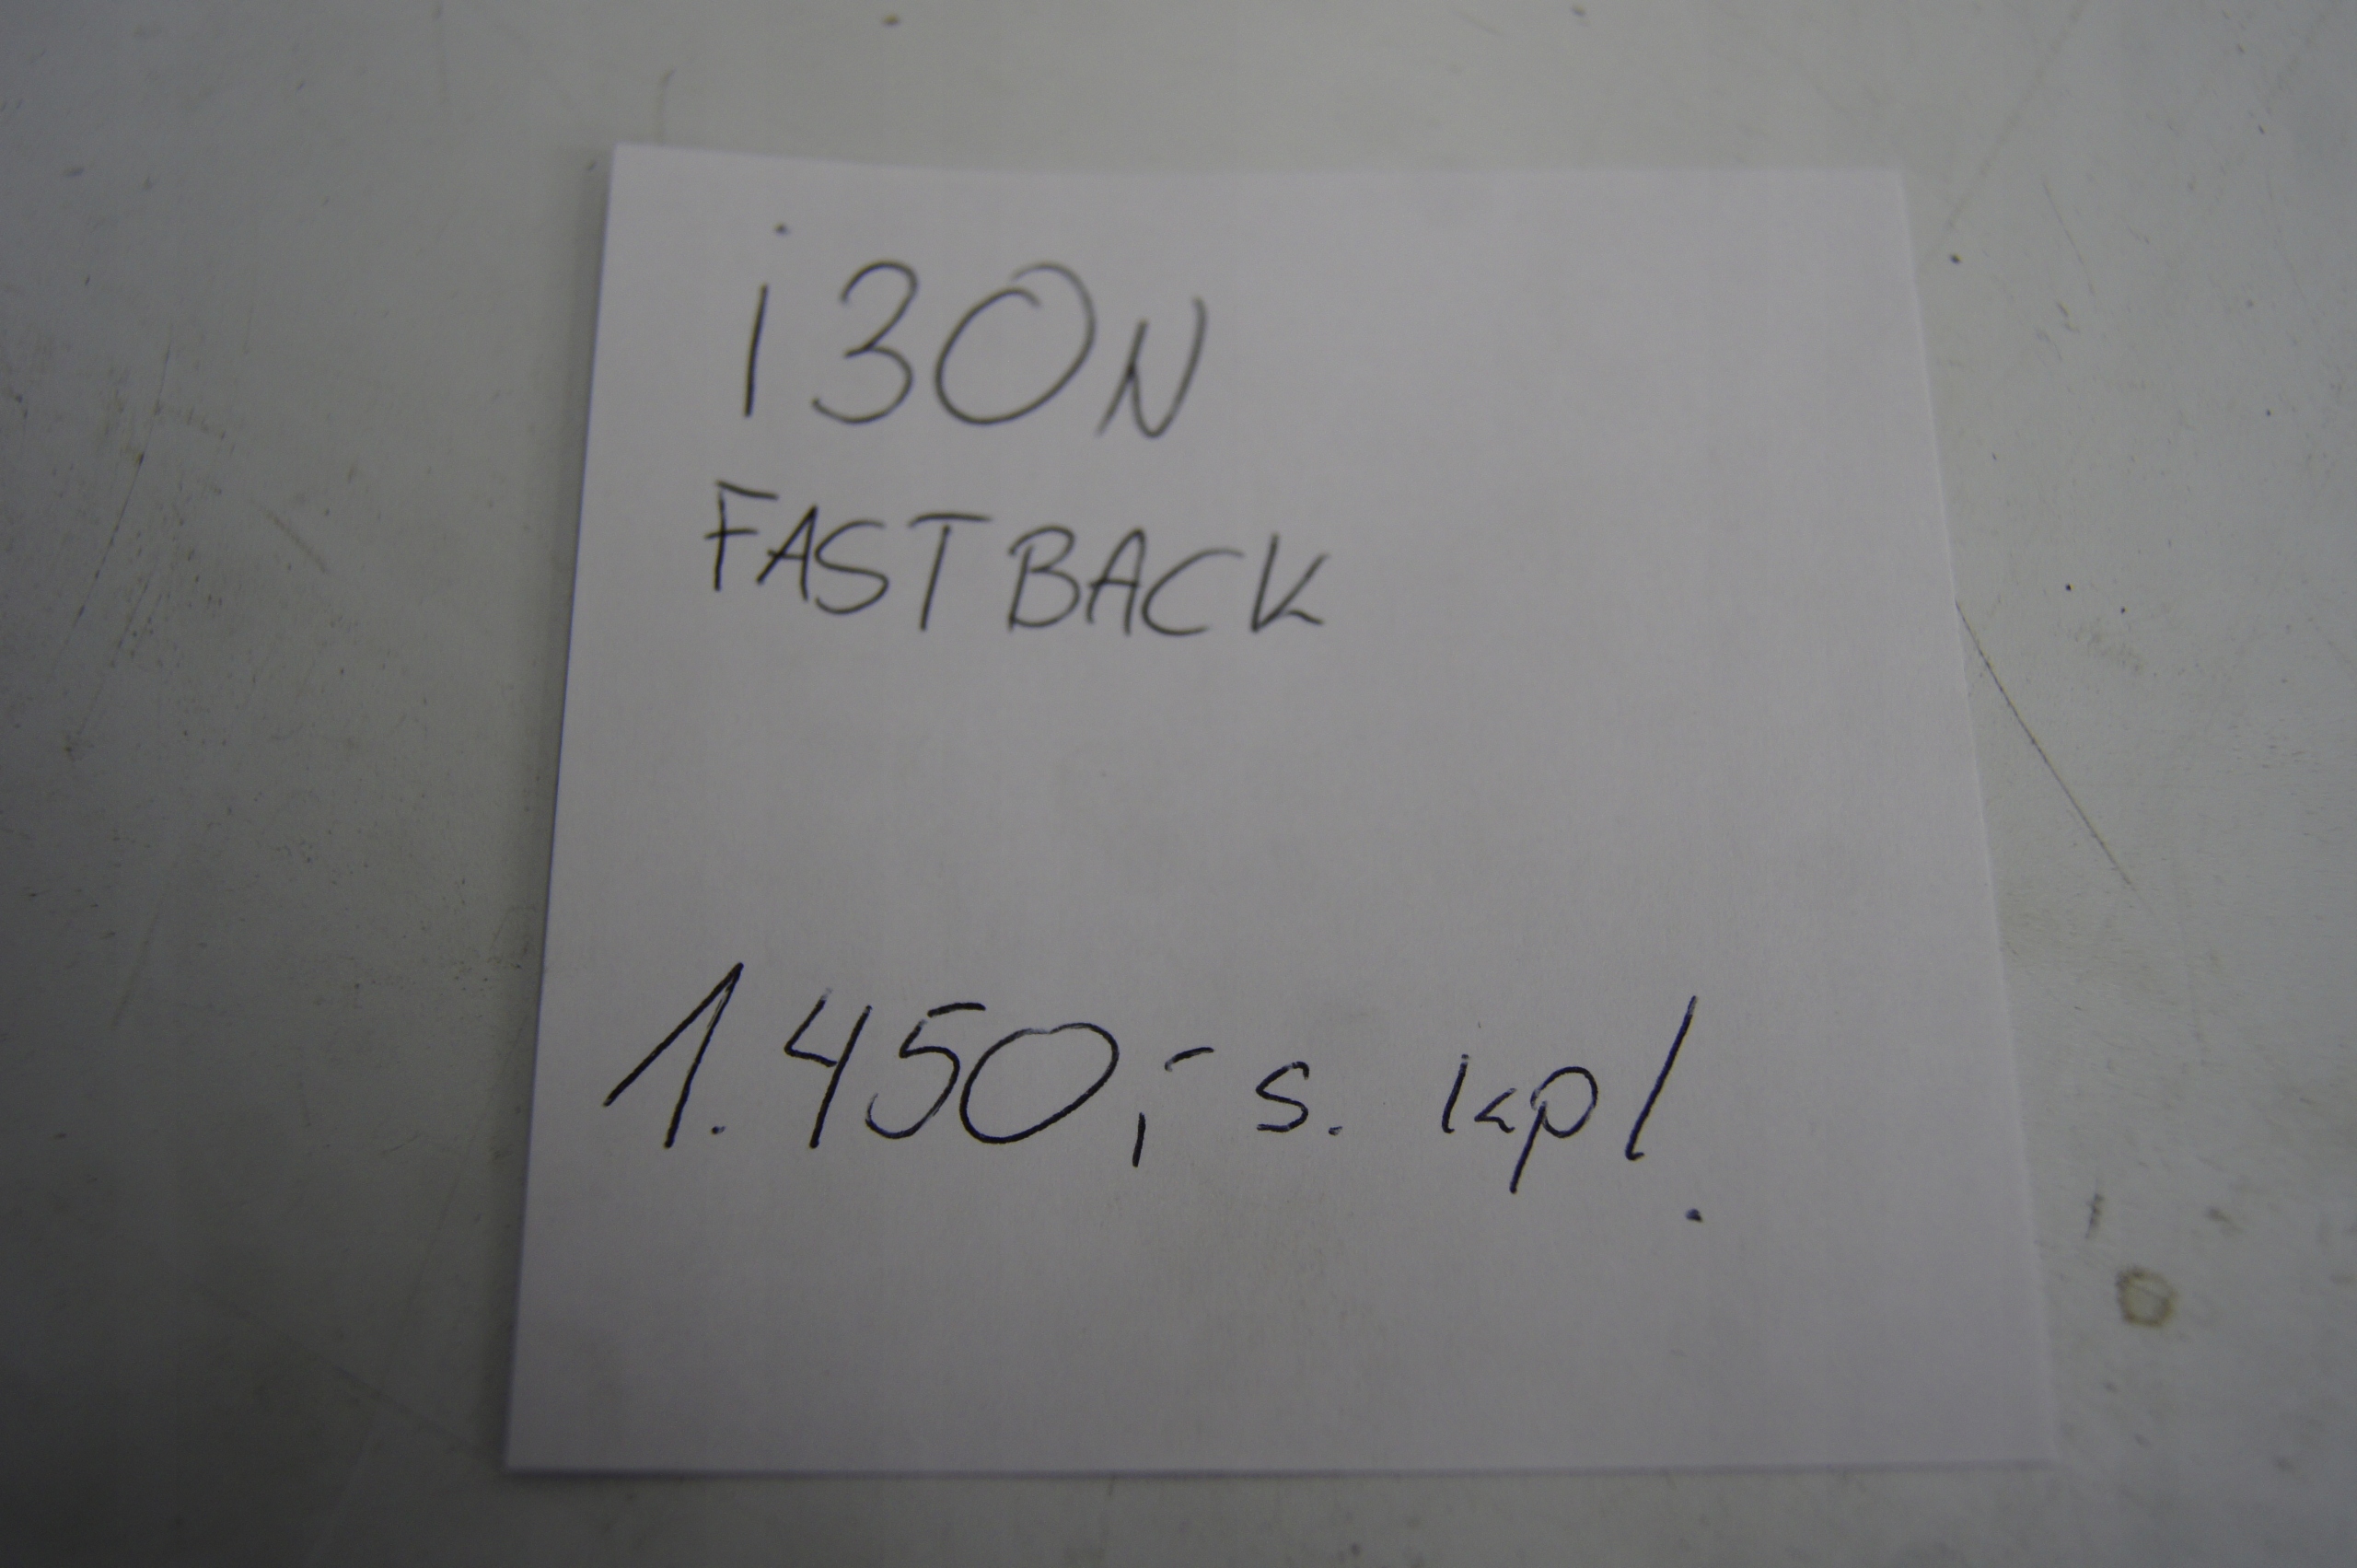 i30N
FASTBACK
1.450,- s. kpl.